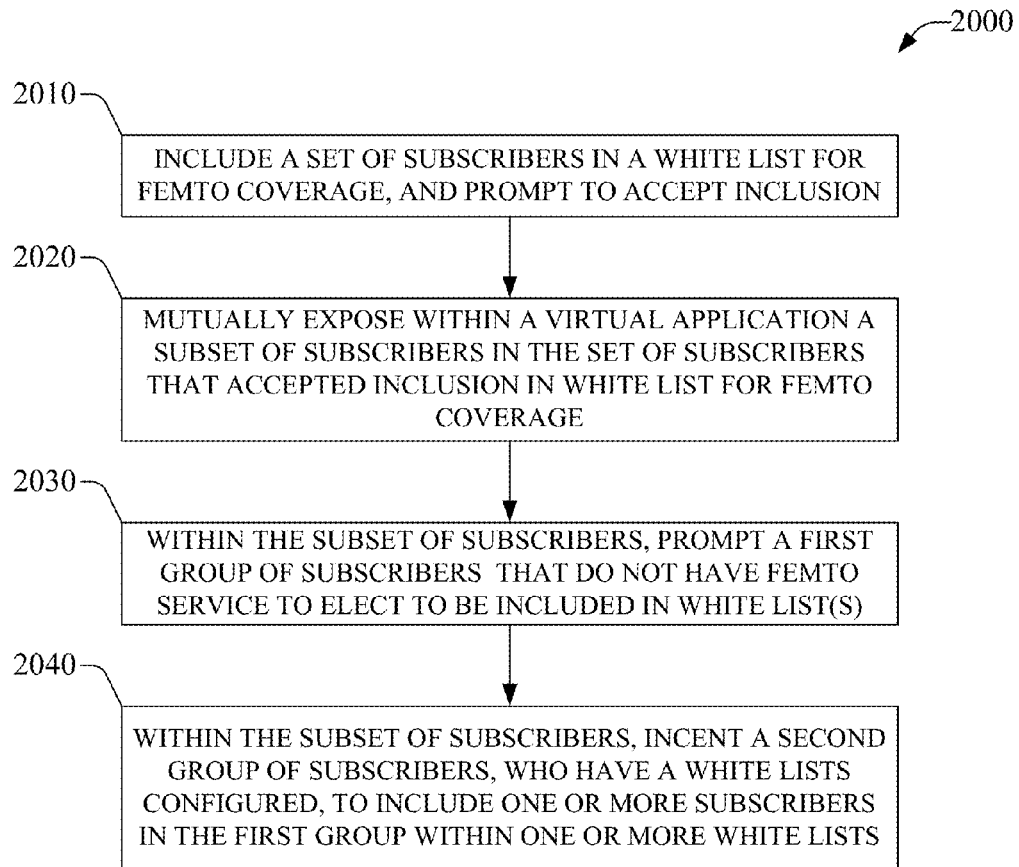 2000
2010
INCLUDE A SET OF SUBSCRIBERS IN A WHITE LIST FOR
FEMTO COVERAGE, AND PROMPT TO ACCEPT INCLUSION
2020
MUTUALLY EXPOSE WITHIN A VIRTUAL APPLICATION A
SUBSET OF SUBSCRIBERS IN THE SET OF SUBSCRIBERS
THAT ACCEPTED INCLUSION IN WHITE LIST FOR FEMTO
COVERAGE
2030
WITHIN THE SUBSET OF SUBSCRIBERS, PROMPT A FIRST
GROUP OF SUBSCRIBERS THAT DO NOT HAVE FEMTO
SERVICE TO ELECT TO BE INCLUDED IN WHITE LIST(S)
2040
WITHIN THE SUBSET OF SUBSCRIBERS, INCENT A SECOND
GROUP OF SUBSCRIBERS, WHO HAVE A WHITE LISTS
CONFIGURED, TO INCLUDE ONE OR MORE SUBSCRIBERS
IN THE FIRST GROUP WITHIN ONE OR MORE WHITE LISTS